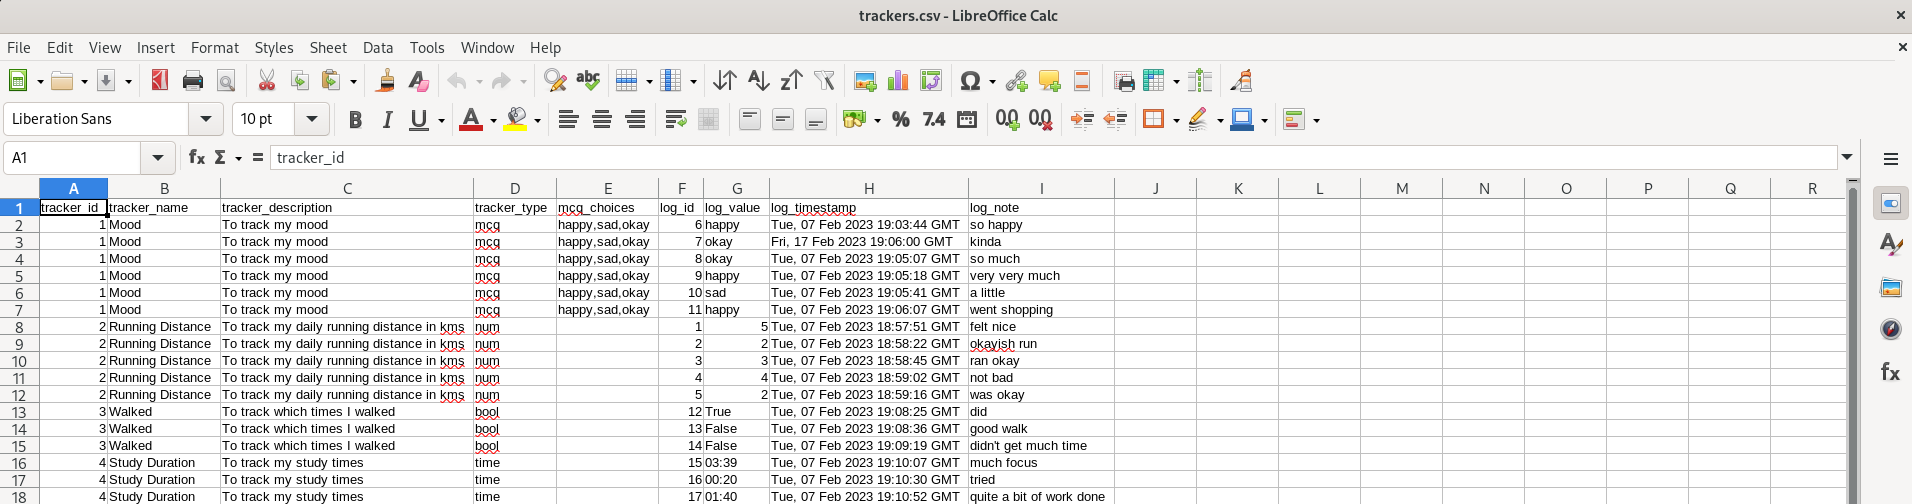 trackers.csv - LibreOffice Calc
File Edit View Insert Format Styles Sheet Data Tools Window Help
Liberation Sans 10 pt B I U A % 7.4 0.0 0.0
A1 fx Σ = tracker_id
A B C D E F G H I J K L M N O P Q R
1 tracker_id tracker_name tracker_description tracker_type mcq_choices log_id log_value log_timestamp log_note
2 1 Mood To track my mood mcq happy,sad,okay 6 happy Tue, 07 Feb 2023 19:03:44 GMT so happy
3 1 Mood To track my mood mcq happy,sad,okay 7 okay Fri, 17 Feb 2023 19:06:00 GMT kinda
4 1 Mood To track my mood mcq happy,sad,okay 8 okay Tue, 07 Feb 2023 19:05:07 GMT so much
5 1 Mood To track my mood mcq happy,sad,okay 9 happy Tue, 07 Feb 2023 19:05:18 GMT very very much
6 1 Mood To track my mood mcq happy,sad,okay 10 sad Tue, 07 Feb 2023 19:05:41 GMT a little
7 1 Mood To track my mood mcq happy,sad,okay 11 happy Tue, 07 Feb 2023 19:06:07 GMT went shopping
8 2 Running Distance To track my daily running distance in kms num 1 5 Tue, 07 Feb 2023 18:57:51 GMT felt nice
9 2 Running Distance To track my daily running distance in kms num 2 2 Tue, 07 Feb 2023 18:58:22 GMT okayish run
10 2 Running Distance To track my daily running distance in kms num 3 3 Tue, 07 Feb 2023 18:58:45 GMT ran okay
11 2 Running Distance To track my daily running distance in kms num 4 4 Tue, 07 Feb 2023 18:59:02 GMT not bad
12 2 Running Distance To track my daily running distance in kms num 5 2 Tue, 07 Feb 2023 18:59:16 GMT was okay
13 3 Walked To track which times I walked bool 12 True Tue, 07 Feb 2023 19:08:25 GMT did
14 3 Walked To track which times I walked bool 13 False Tue, 07 Feb 2023 19:08:36 GMT good walk
15 3 Walked To track which times I walked bool 14 False Tue, 07 Feb 2023 19:09:19 GMT didn't get much time
16 4 Study Duration To track my study times time 15 03:39 Tue, 07 Feb 2023 19:10:07 GMT much focus
17 4 Study Duration To track my study times time 16 00:20 Tue, 07 Feb 2023 19:10:30 GMT tried
18 4 Study Duration To track my study times time 17 01:40 Tue, 07 Feb 2023 19:10:52 GMT quite a bit of work done